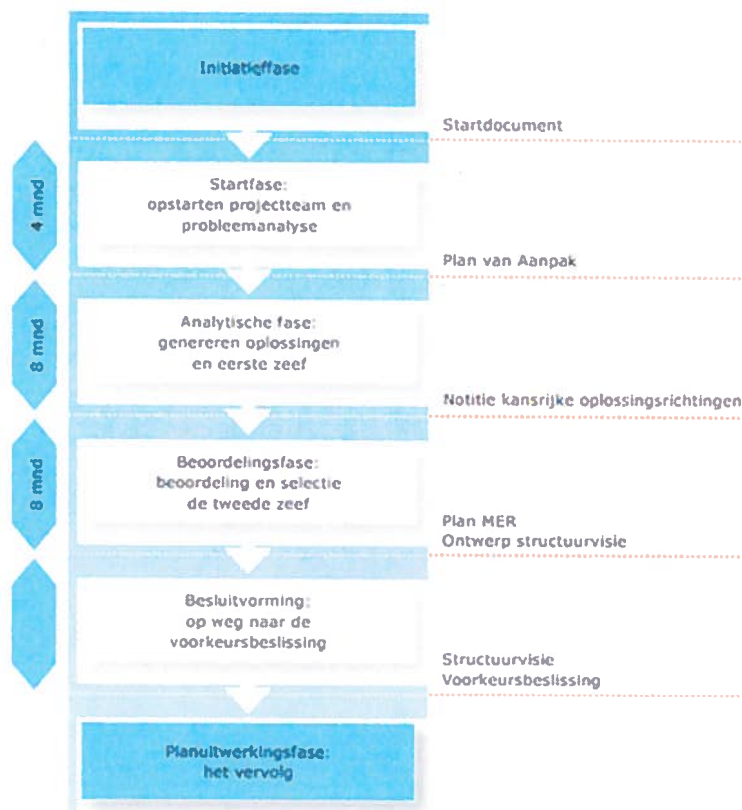 Initiatieffase
Startdocument
4 mnd
Startfase:
opstarten projectteam en
probleemanalyse
Plan van Aanpak
8 mnd
Analytische fase:
genereren oplossingen
en eerste zeef
Notitie kansrijke oplossingsrichtingen
8 mnd
Beoordelingsfase:
beoordeling en selectie
de tweede zeef
Plan MER
Ontwerp structuurvisie
Besluitvorming:
op weg naar de
voorkeursbeslissing
Structuurvisie
Voorkeursbeslissing
Planuitwerkingsfase:
het vervolg